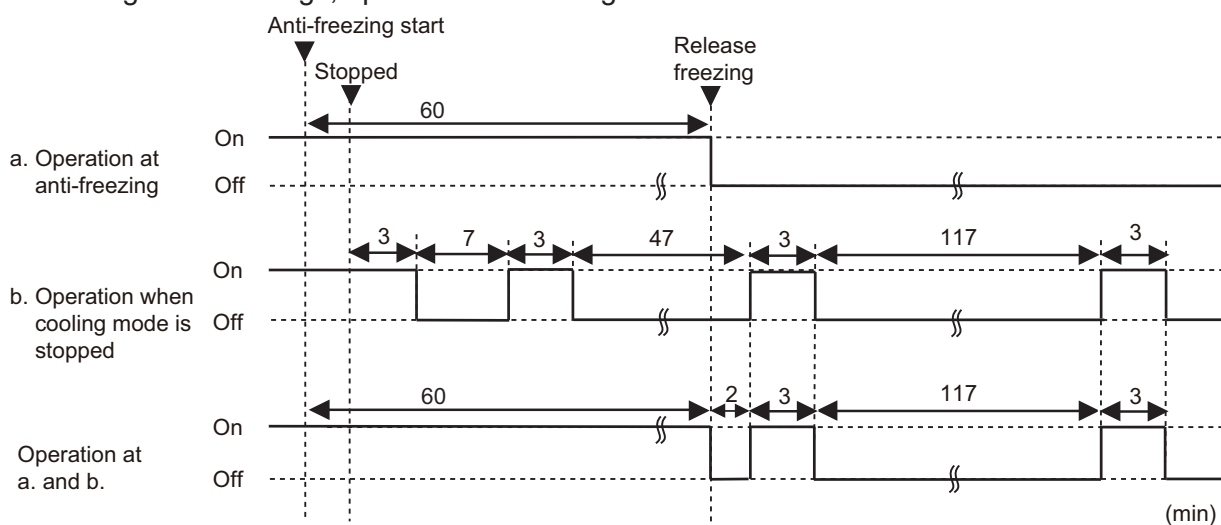 Anti-freezing start
Stopped
Release
freezing
60
On
a. Operation at
anti-freezing
Off
3 7 3 47 3 117 3
On
b. Operation when
cooling mode is
stopped
Off
60 2 3 117 3
On
Operation at
a. and b.
Off
(min)